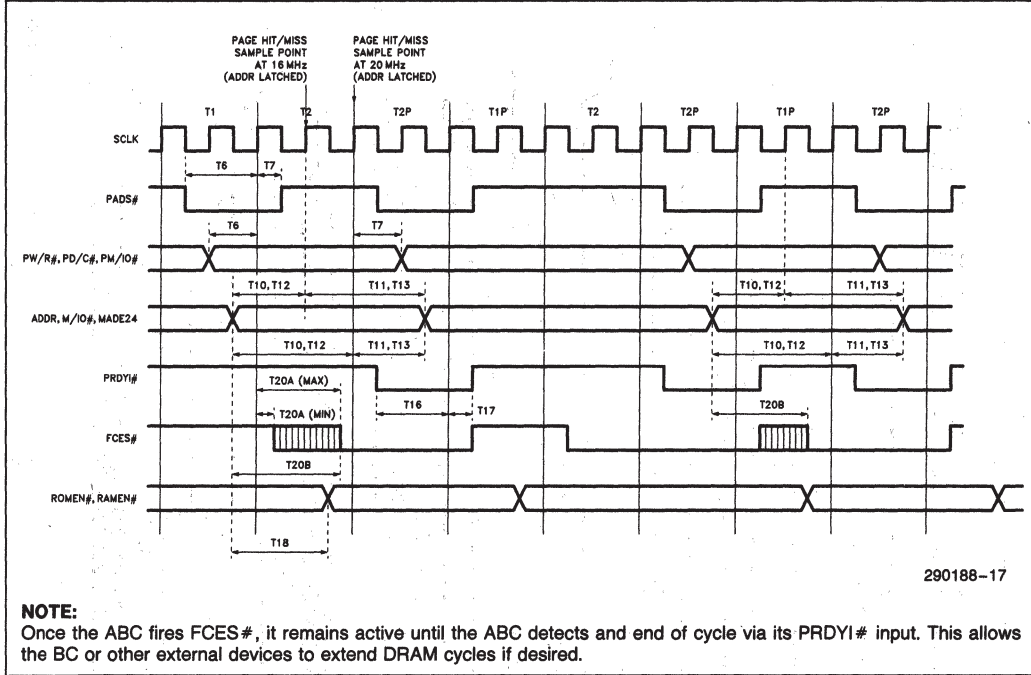 PAGE HIT/MISS
SAMPLE POINT
AT 16 MHz
(ADDR LATCHED)
PAGE HIT/MISS
SAMPLE POINT
AT 20 MHz
(ADDR LATCHED)
T1 T2 T2P T1P T2 T2P T1P T2P
SCLK
T6 T7
PADS#
T6 T7
PW/R#, PD/C#, PM/IO#
T10, T12 T11, T13 T10, T12 T11, T13
ADDR, M/IO#, MADE24
T10, T12 T11, T13 T10, T12 T11, T13
PRDYI#
T20A (MAX) T16 T17 T20B
T20A (MIN)
FCES#
T20B
ROMEN#, RAMEN#
T18
290188-17
NOTE:
Once the ABC fires FCES#, it remains active until the ABC detects and end of cycle via its PRDYI# input. This allows
the BC or other external devices to extend DRAM cycles if desired.